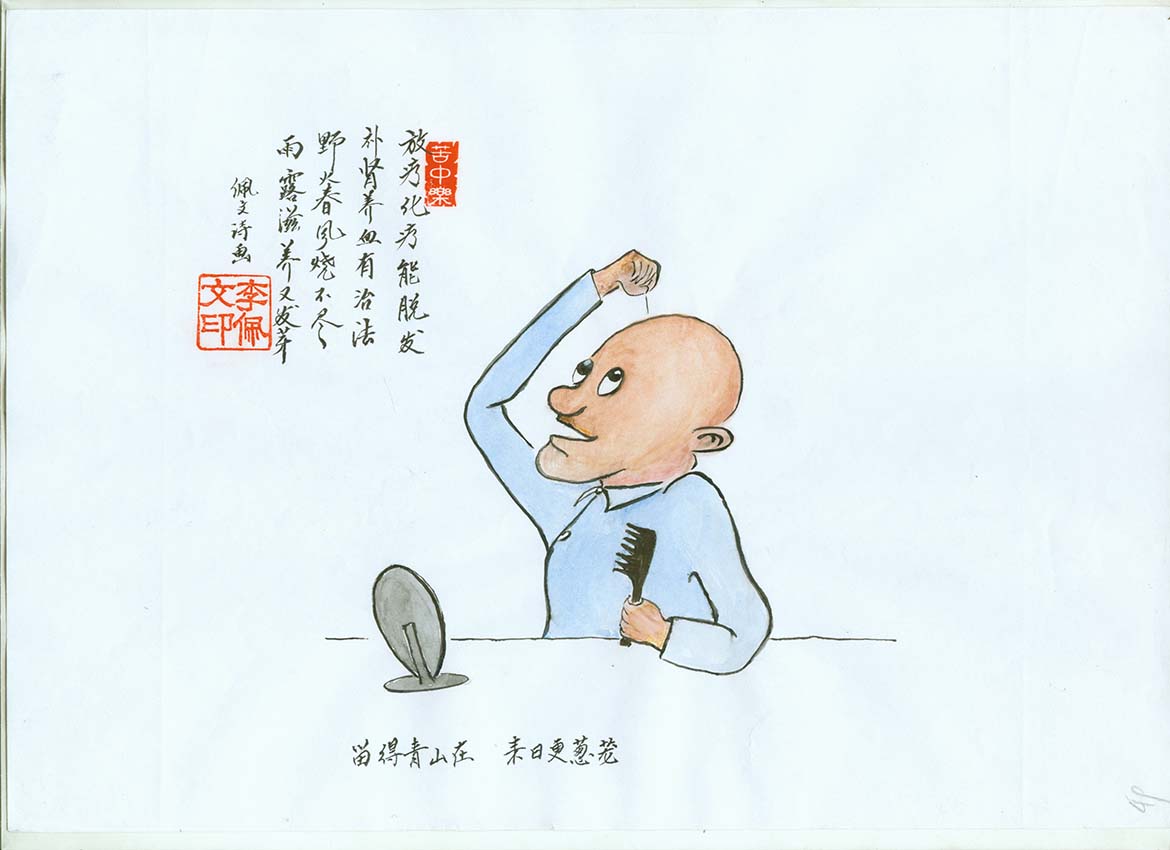 苦中樂
放疗化疗能脱发
补肾养血有治法
野火春风烧不尽
雨露滋养又发芽
佩文诗画
李佩文印
留得青山在 来日更葱茏